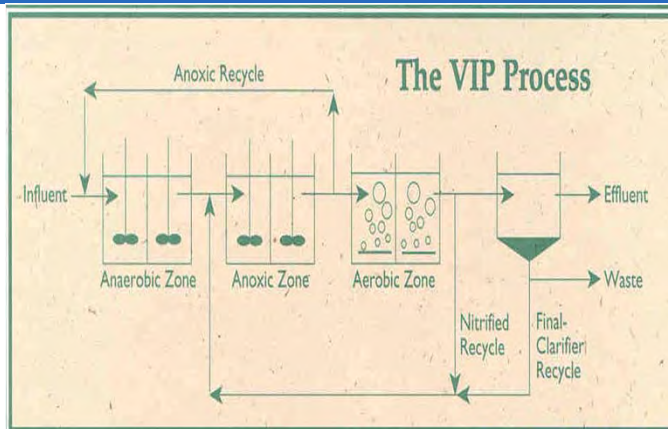 The VIP Process
Anoxic Recycle
Influent
Effluent
Anaerobic Zone
Anoxic Zone
Aerobic Zone
Waste
Nitrified
Recycle
Final-
Clarifier
Recycle